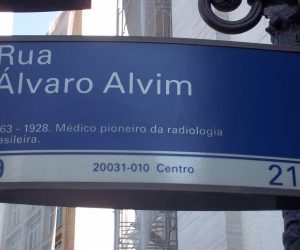 Rua
Álvaro Alvim
63 - 1928. Médico pioneiro da radiologia
asileira.
20031-010 Centro
21